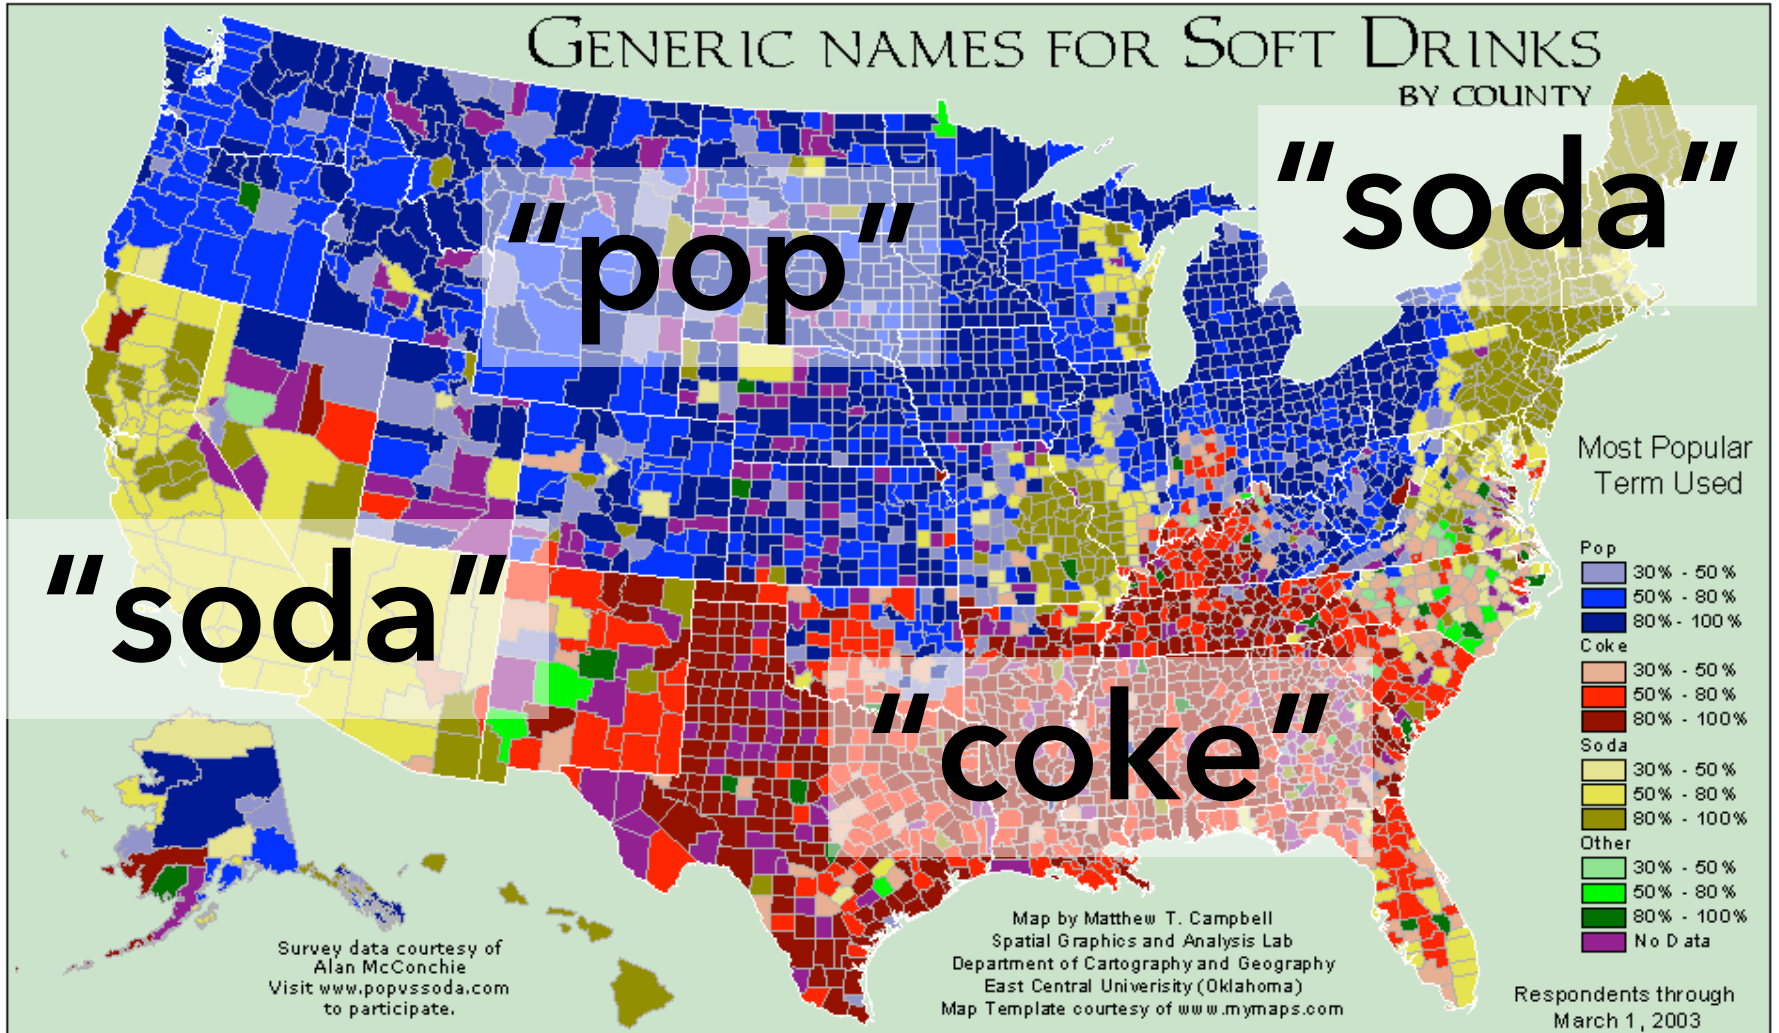 GENERIC NAMES FOR SOFT DRINKS
BY COUNTY
“soda”
“pop”
“soda”
“coke”
Most Popular
Term Used
Pop
30% - 50%
50% - 80%
80% - 100%
Coke
30% - 50%
50% - 80%
80% - 100%
Soda
30% - 50%
50% - 80%
80% - 100%
Other
30% - 50%
50% - 80%
80% - 100%
No Data
Survey data courtesy of
Alan McConchie
Visit www.popvssoda.com
to participate.
Map by Matthew T. Campbell
Spatial Graphics and Analysis Lab
Department of Cartography and Geography
East Central Univerisity (Oklahoma)
Map Template courtesy of www.mymaps.com
Respondents through
March 1, 2003